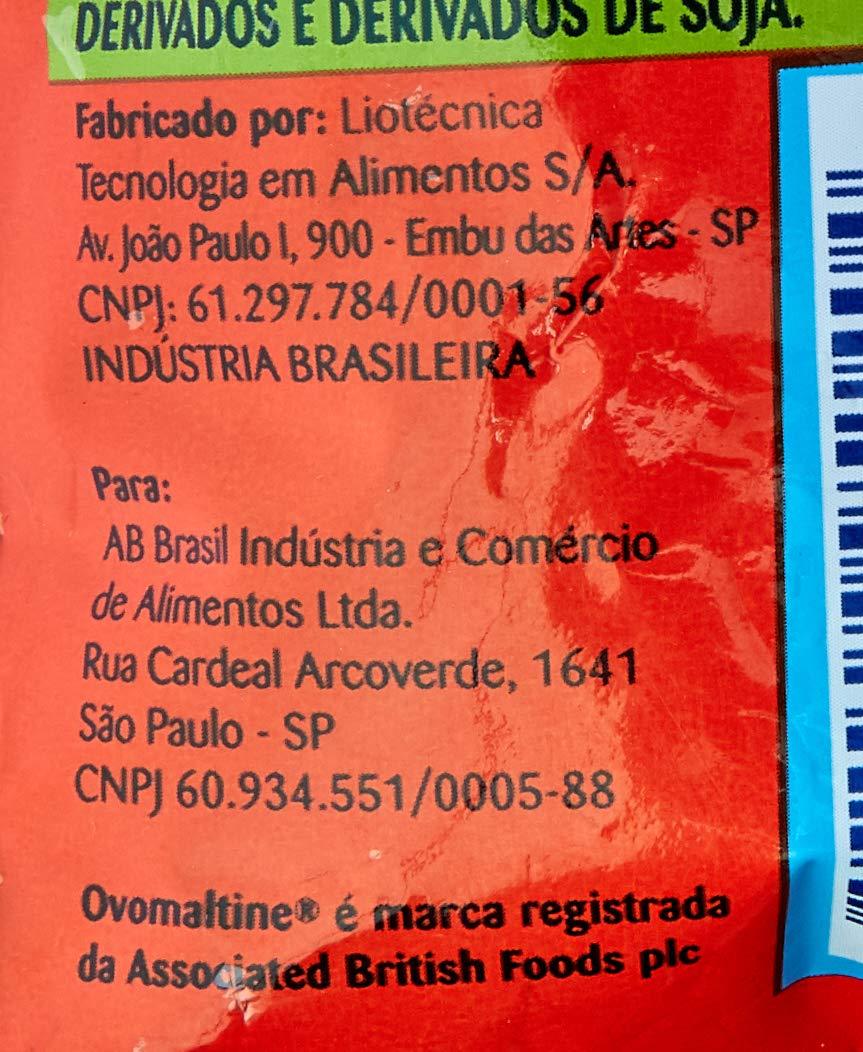 DERIVADOS E DERIVADOS DE SOJA.
Fabricado por: Liotécnica
Tecnologia em Alimentos S/A.
Av. João Paulo I, 900 - Embu das Artes - SP
CNPJ: 61.297.784/0001-56
INDÚSTRIA BRASILEIRA
Para:
AB Brasil Indústria e Comércio
de Alimentos Ltda.
Rua Cardeal Arcoverde, 1641
São Paulo - SP
CNPJ 60.934.551/0005-88
Ovomaltine® é marca registrada
da Associated British Foods plc